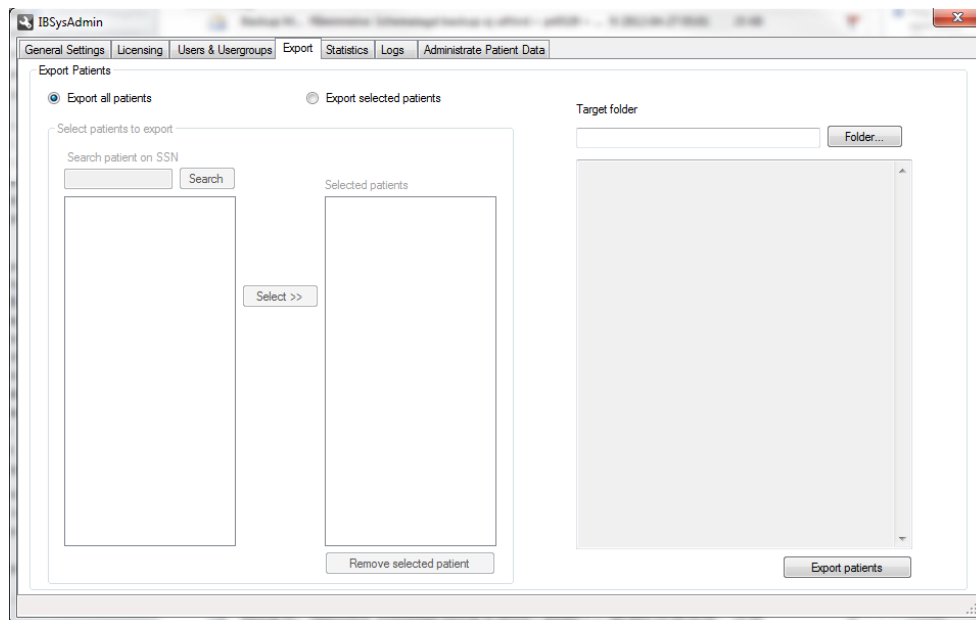 IBSysAdmin
General Settings Licensing Users & Usergroups Export Statistics Logs Administrate Patient Data
Export Patients
Export all patients Export selected patients
Target folder
Folder...
Select patients to export
Search patient on SSN
Search
Selected patients
Select >>
Remove selected patient
Export patients